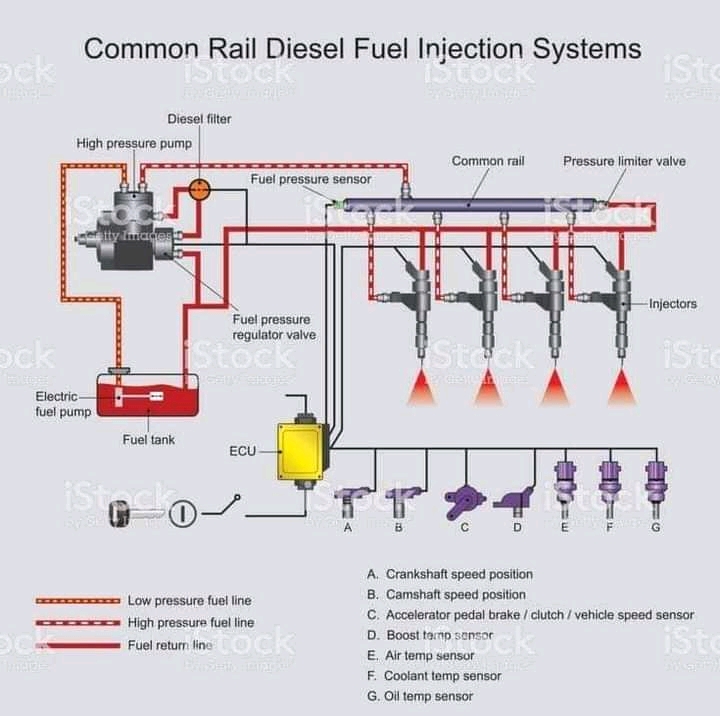 Common Rail Diesel Fuel Injection Systems
Diesel filter
High pressure pump
Fuel pressure sensor
Common rail
Pressure limiter valve
Injectors
Fuel pressure
regulator valve
Electric
fuel pump
Fuel tank
ECU
A B C D E F G
Low pressure fuel line
High pressure fuel line
Fuel return line
A. Crankshaft speed position
B. Camshaft speed position
C. Accelerator pedal brake / clutch / vehicle speed sensor
D. Boost temp sensor
E. Air temp sensor
F. Coolant temp sensor
G. Oil temp sensor
iStock
by Getty Images